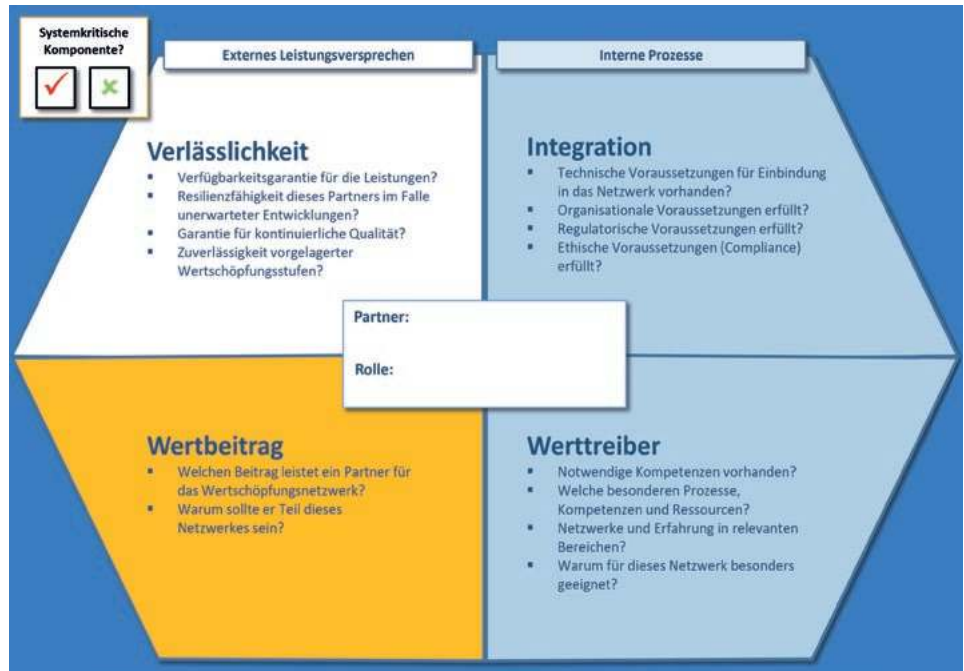 Systemkritische
Komponente?
Externes Leistungsversprechen
Interne Prozesse
Verlässlichkeit
▪ Verfügbarkeitsgarantie für die Leistungen?
▪ Resilienzfähigkeit dieses Partners im Falle
unerwarteter Entwicklungen?
▪ Garantie für kontinuierliche Qualität?
▪ Zuverlässigkeit vorgelagerter
Wertschöpfungsstufen?
Integration
▪ Technische Voraussetzungen für Einbindung
in das Netzwerk vorhanden?
▪ Organisationale Voraussetzungen erfüllt?
▪ Regulatorische Voraussetzungen erfüllt?
▪ Ethische Voraussetzungen (Compliance)
erfüllt?
Partner:
Rolle:
Wertbeitrag
▪ Welchen Beitrag leistet ein Partner für
das Wertschöpfungsnetzwerk?
▪ Warum sollte er Teil dieses
Netzwerkes sein?
Werttreiber
▪ Notwendige Kompetenzen vorhanden?
▪ Welche besonderen Prozesse,
Kompetenzen und Ressourcen?
▪ Netzwerke und Erfahrung in relevanten
Bereichen?
▪ Warum für dieses Netzwerk besonders
geeignet?